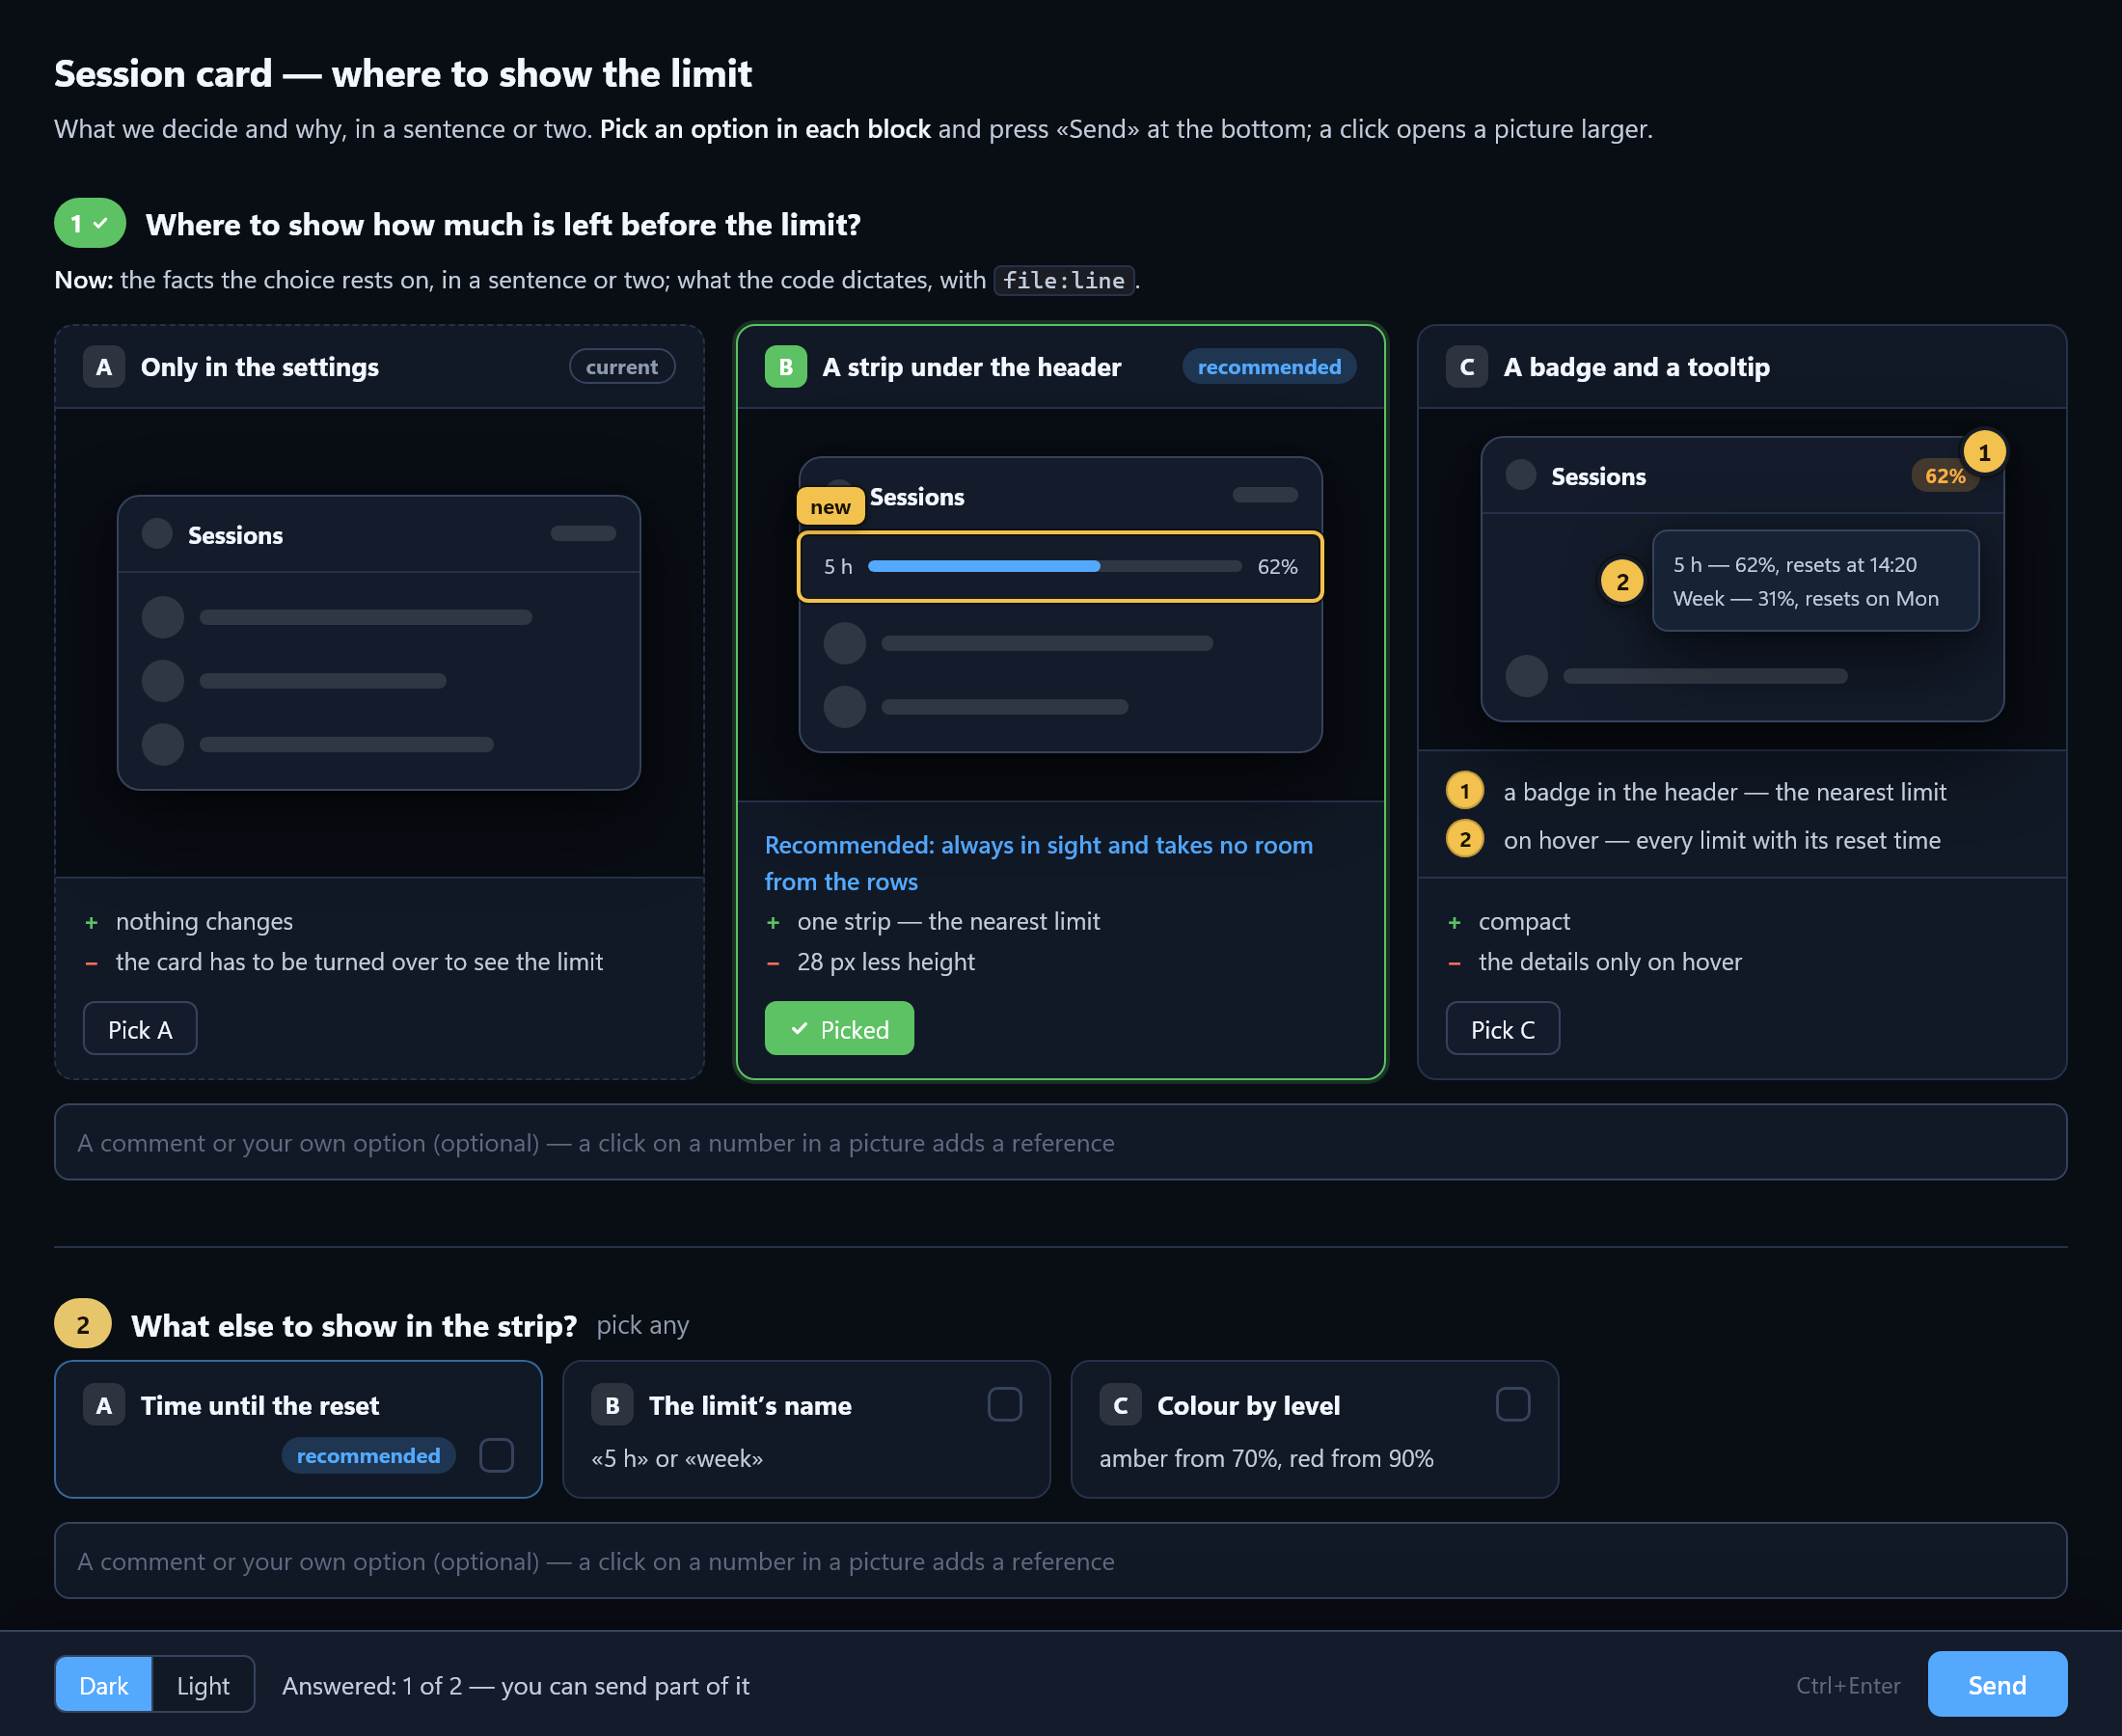 Session card — where to show the limit
What we decide and why, in a sentence or two. Pick an option in each block and press «Send» at the bottom; a click opens a picture larger.
1 ✓ Where to show how much is left before the limit?
Now: the facts the choice rests on, in a sentence or two; what the code dictates, with file:line.
A Only in the settings current
Sessions
+ nothing changes
− the card has to be turned over to see the limit
Pick A
B A strip under the header recommended
Sessions
new
5 h 62%
Recommended: always in sight and takes no room
from the rows
+ one strip — the nearest limit
− 28 px less height
✓ Picked
C A badge and a tooltip
1
Sessions 62%
2
5 h — 62%, resets at 14:20
Week — 31%, resets on Mon
1 a badge in the header — the nearest limit
2 on hover — every limit with its reset time
+ compact
− the details only on hover
Pick C
A comment or your own option (optional) — a click on a number in a picture adds a reference
2 What else to show in the strip? pick any
A Time until the reset
recommended
B The limit’s name
«5 h» or «week»
C Colour by level
amber from 70%, red from 90%
A comment or your own option (optional) — a click on a number in a picture adds a reference
Dark Light Answered: 1 of 2 — you can send part of it Ctrl+Enter Send